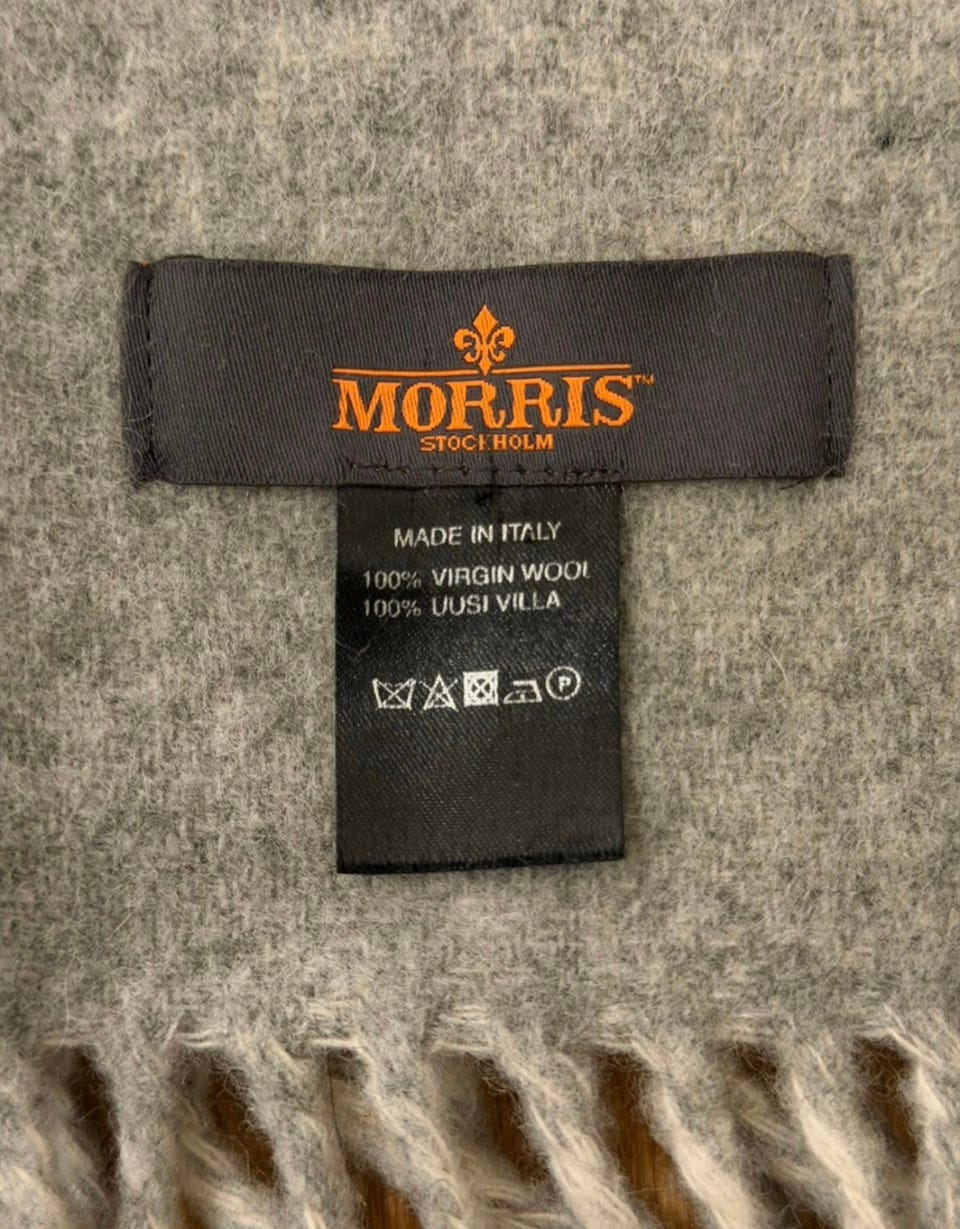 MORRIS™
STOCKHOLM
MADE IN ITALY
100% VIRGIN WOOL
100% UUSI VILLA
P